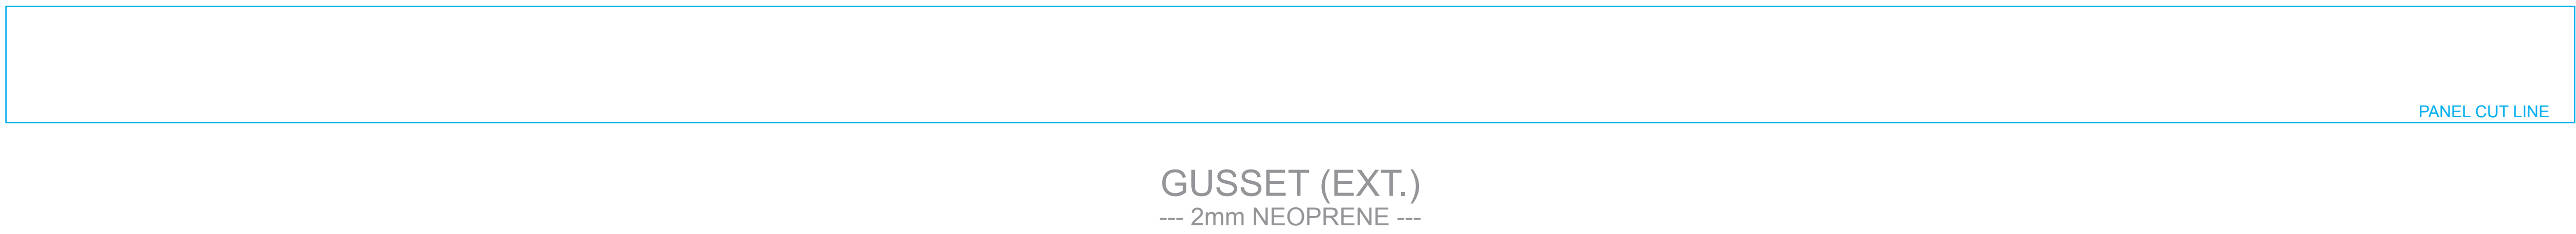 PANEL CUT LINE
GUSSET (EXT.)
--- 2mm NEOPRENE ---